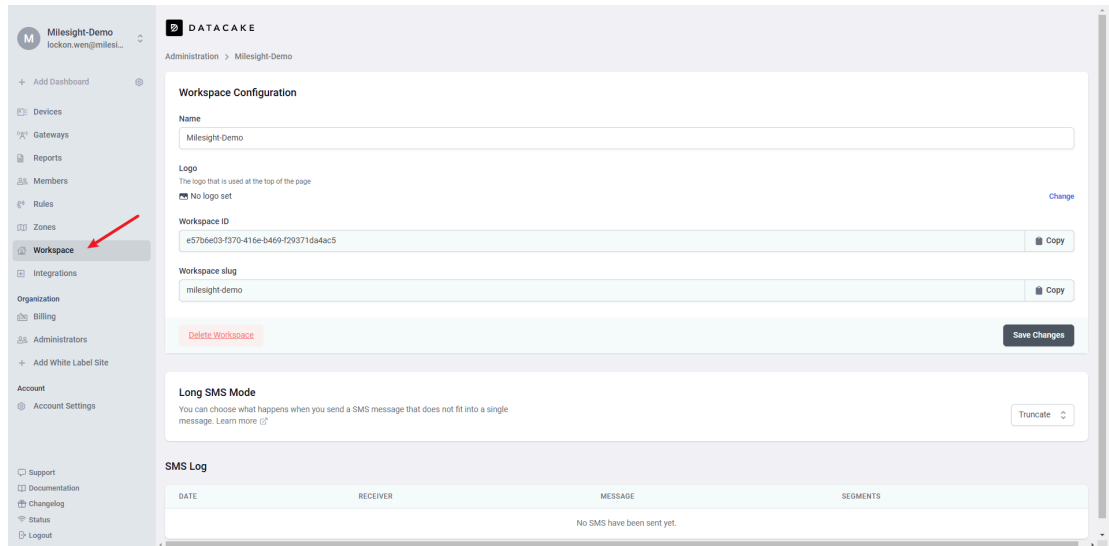 M
Milesight-Demo
lockon.wen@milesi...
+ Add Dashboard
Devices
Gateways
Reports
Members
Rules
Zones
Workspace
Integrations
Organization
Billing
Administrators
+ Add White Label Site
Account
Account Settings
Support
Documentation
Changelog
Status
Logout
DATACAKE
Administration > Milesight-Demo
Workspace Configuration
Name
Milesight-Demo
Logo
The logo that is used at the top of the page
No logo set
Change
Workspace ID
e57b6e03-f370-416e-b469-f29371da4ac5
Copy
Workspace slug
milesight-demo
Copy
Delete Workspace
Save Changes
Long SMS Mode
You can choose what happens when you send a SMS message that does not fit into a single
message. Learn more
Truncate
SMS Log
DATE RECEIVER MESSAGE SEGMENTS
No SMS have been sent yet.